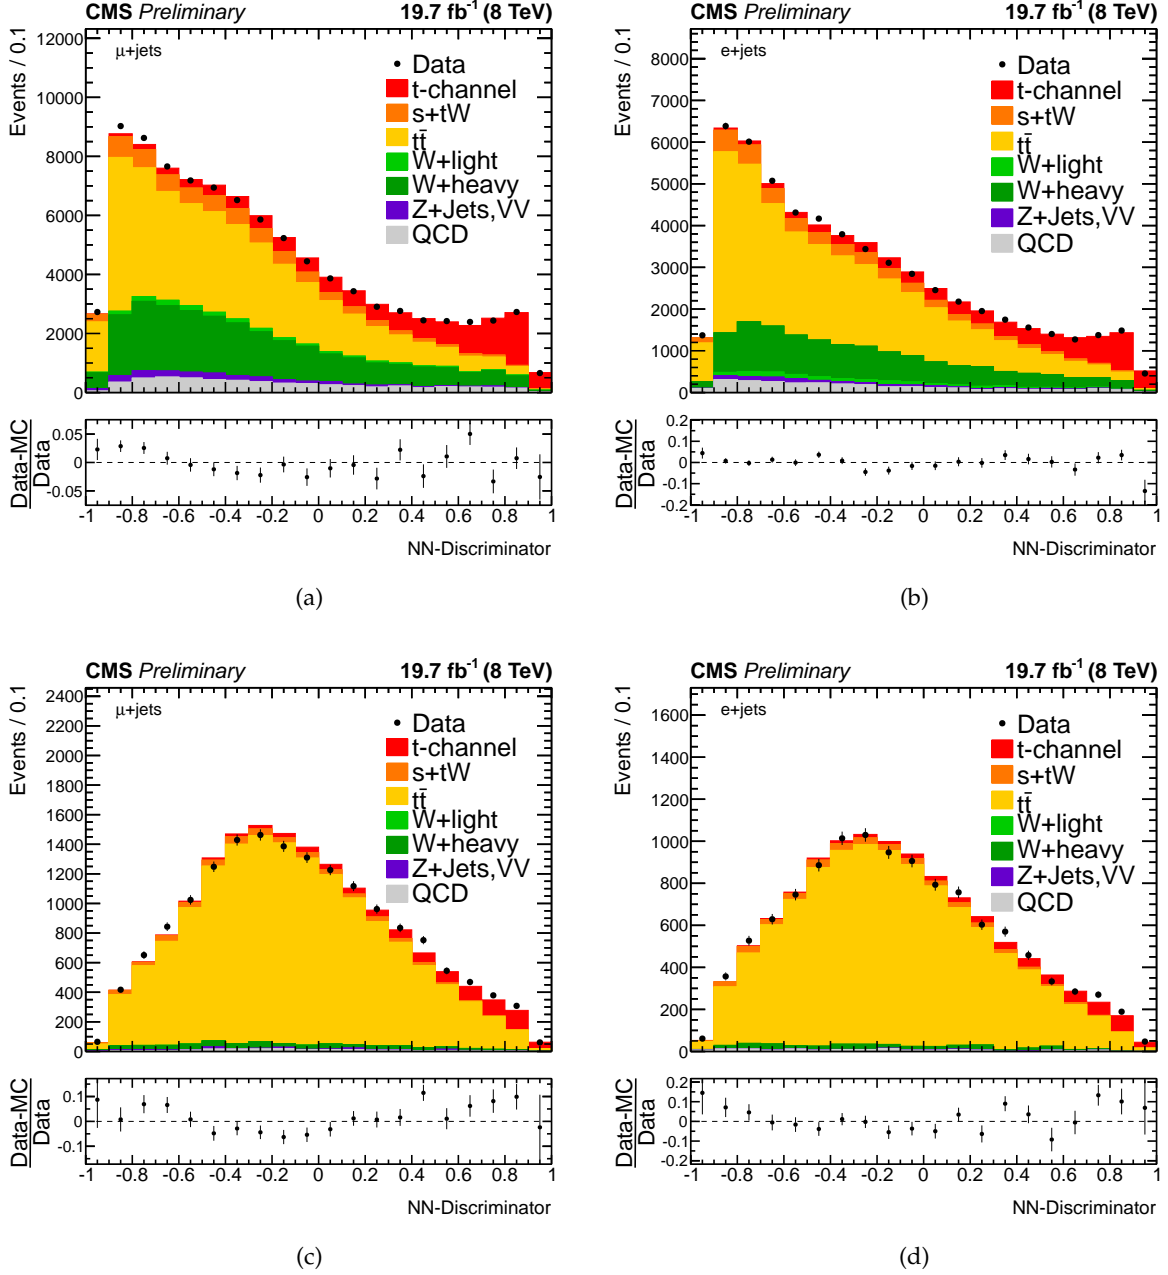 CMS Preliminary 19.7 fb⁻¹ (8 TeV)
Events / 0.1
μ+jets
Data
t-channel
s+tW
tt̄
W+light
W+heavy
Z+Jets,VV
QCD
12000
10000
8000
6000
4000
2000
0
Data-MC
Data
0.05
0
-0.05
-1 -0.8 -0.6 -0.4 -0.2 0 0.2 0.4 0.6 0.8 1
NN-Discriminator
(a)
CMS Preliminary 19.7 fb⁻¹ (8 TeV)
Events / 0.1
e+jets
Data
t-channel
s+tW
tt̄
W+light
W+heavy
Z+Jets,VV
QCD
8000
7000
6000
5000
4000
3000
2000
1000
0
Data-MC
Data
0.2
0.1
0
-0.1
-0.2
-1 -0.8 -0.6 -0.4 -0.2 0 0.2 0.4 0.6 0.8 1
NN-Discriminator
(b)
CMS Preliminary 19.7 fb⁻¹ (8 TeV)
Events / 0.1
μ+jets
Data
t-channel
s+tW
tt̄
W+light
W+heavy
Z+Jets,VV
QCD
2400
2200
2000
1800
1600
1400
1200
1000
800
600
400
200
0
Data-MC
Data
0.1
0
-0.1
-1 -0.8 -0.6 -0.4 -0.2 0 0.2 0.4 0.6 0.8 1
NN-Discriminator
(c)
CMS Preliminary 19.7 fb⁻¹ (8 TeV)
Events / 0.1
e+jets
Data
t-channel
s+tW
tt̄
W+light
W+heavy
Z+Jets,VV
QCD
1600
1400
1200
1000
800
600
400
200
0
Data-MC
Data
0.2
0.1
0
-0.1
-0.2
-1 -0.8 -0.6 -0.4 -0.2 0 0.2 0.4 0.6 0.8 1
NN-Discriminator
(d)